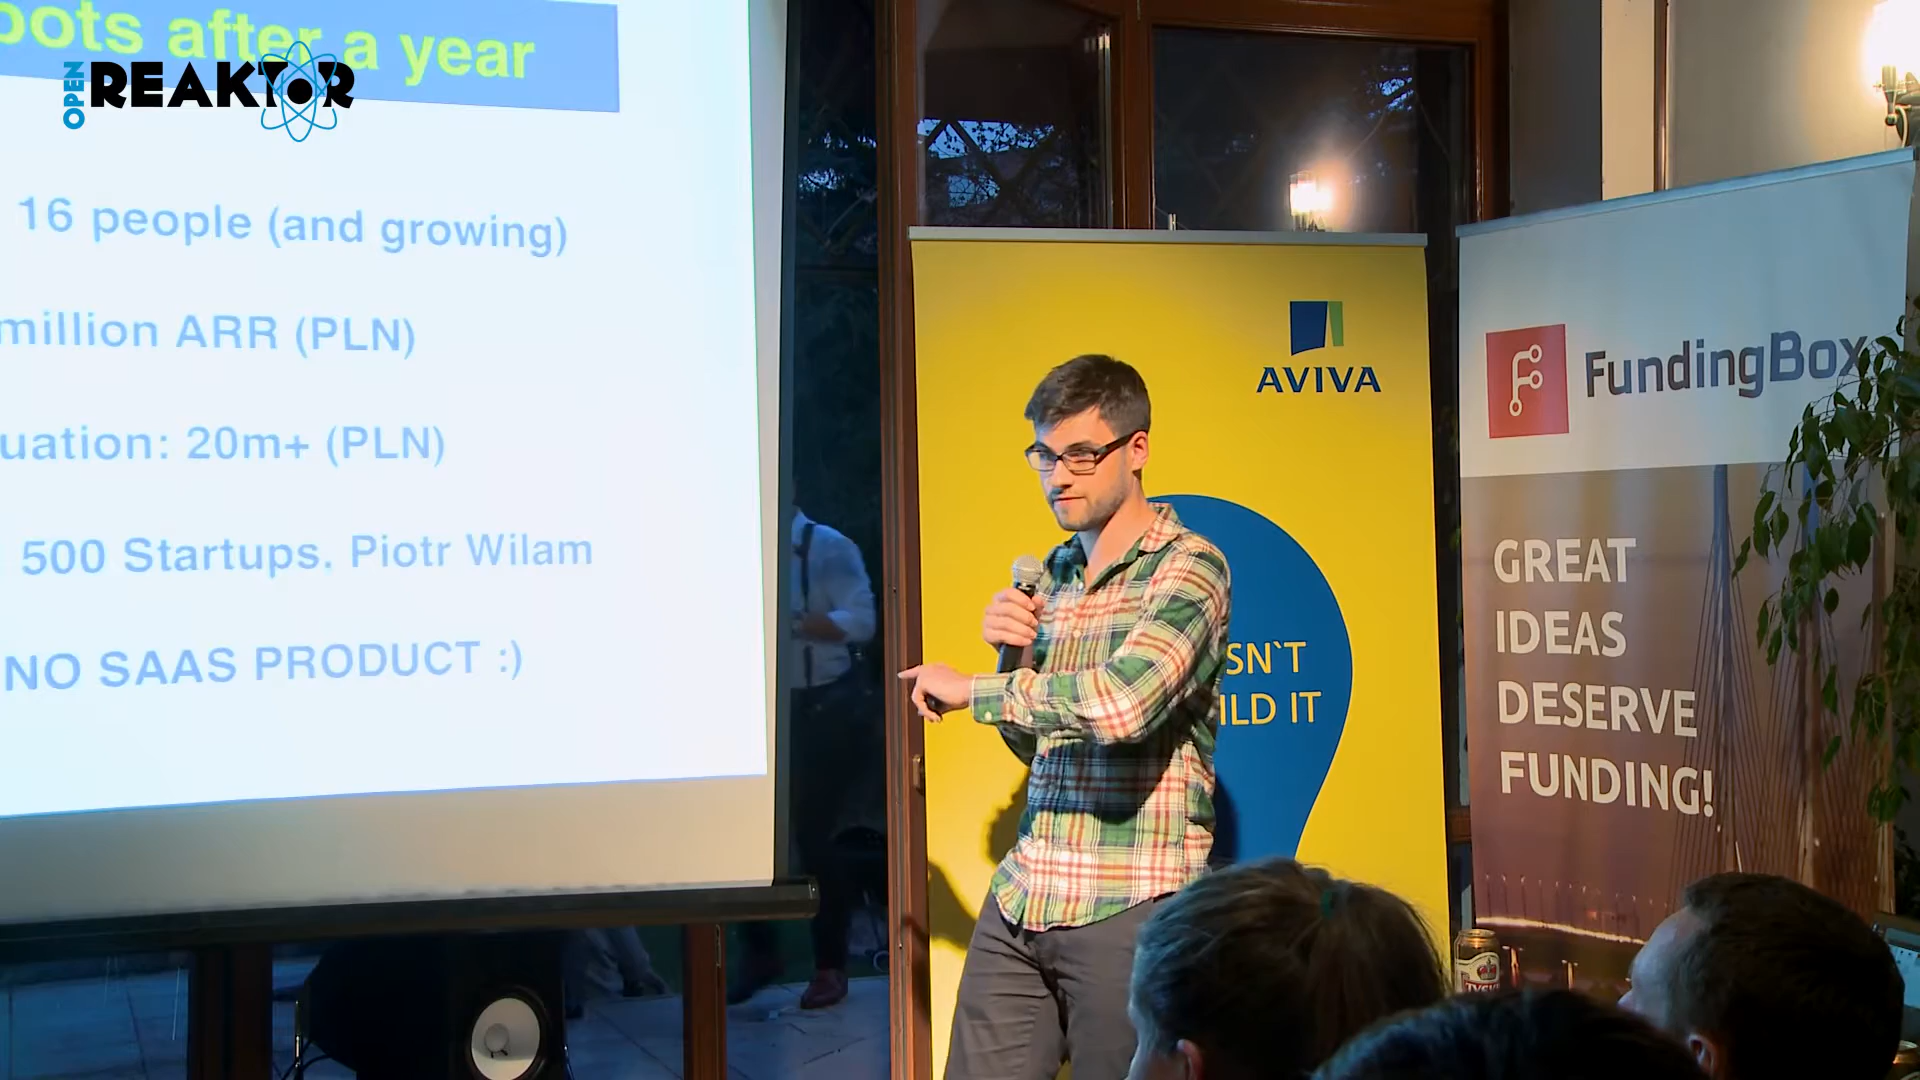 oots after a year
OPEN REAKTOR
16 people (and growing)
million ARR (PLN)
uation: 20m+ (PLN)
500 Startups. Piotr Wilam
NO SAAS PRODUCT :)
AVIVA
SN`T
ILD IT
FundingBox
GREAT
IDEAS
DESERVE
FUNDING!